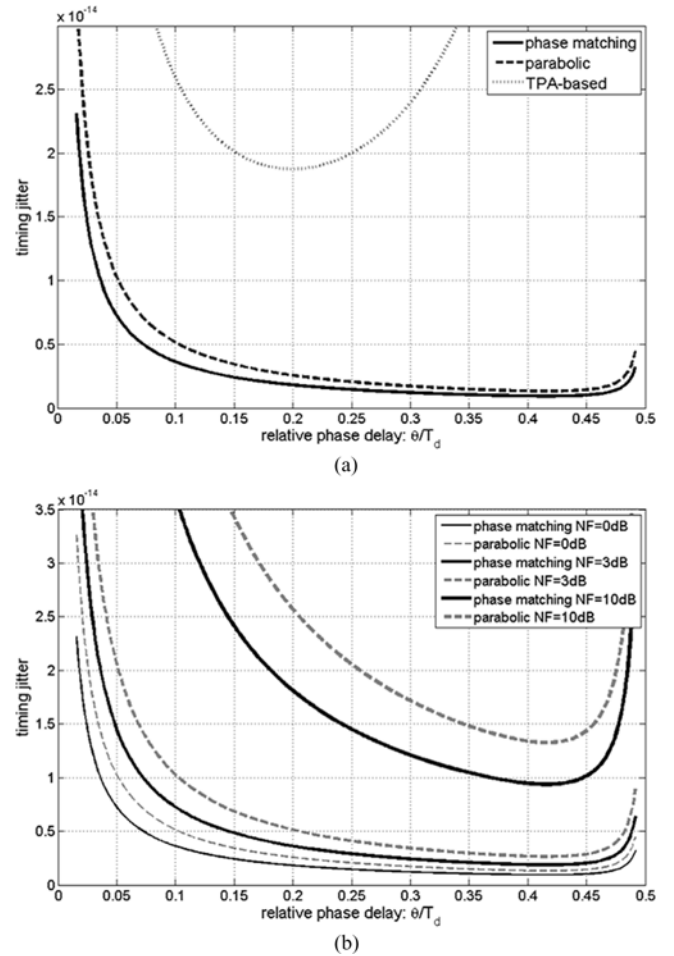 x 10⁻¹⁴
phase matching
parabolic
TPA-based
2.5
2
1.5
1
0.5
0
timing jitter
0 0.05 0.1 0.15 0.2 0.25 0.3 0.35 0.4 0.45 0.5
relative phase delay: θ/T_d
(a)
x 10⁻¹⁴
3.5
phase matching NF=0dB
parabolic NF=0dB
phase matching NF=3dB
parabolic NF=3dB
phase matching NF=10dB
parabolic NF=10dB
3
2.5
2
1.5
1
0.5
0
timing jitter
0 0.05 0.1 0.15 0.2 0.25 0.3 0.35 0.4 0.45 0.5
relative phase delay: θ/T_d
(b)